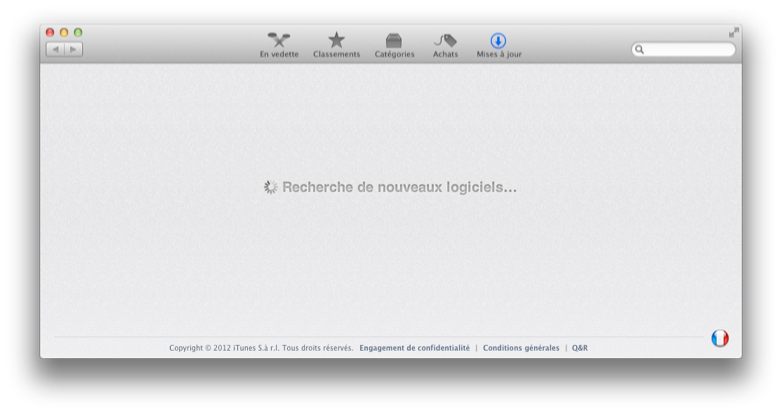 En vedette Classements Catégories Achats Mises à jour
Recherche de nouveaux logiciels...
Copyright © 2012 iTunes S.à r.l. Tous droits réservés. Engagement de confidentialité | Conditions générales | Q&R